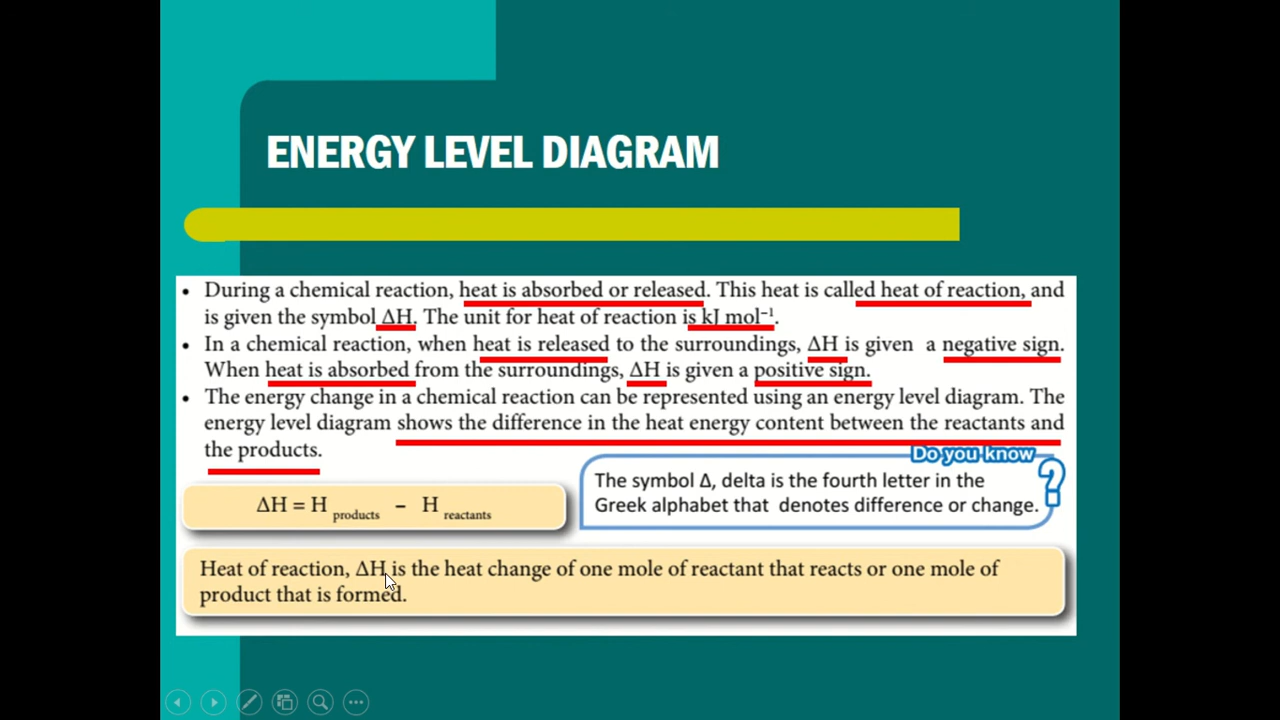 ENERGY LEVEL DIAGRAM
• During a chemical reaction, heat is absorbed or released. This heat is called heat of reaction, and
is given the symbol ΔH. The unit for heat of reaction is kJ mol⁻¹.
• In a chemical reaction, when heat is released to the surroundings, ΔH is given a negative sign.
When heat is absorbed from the surroundings, ΔH is given a positive sign.
• The energy change in a chemical reaction can be represented using an energy level diagram. The
energy level diagram shows the difference in the heat energy content between the reactants and
the products.
Do you know ?
The symbol Δ, delta is the fourth letter in the
Greek alphabet that denotes difference or change.
ΔH = H products – H reactants
Heat of reaction, ΔH is the heat change of one mole of reactant that reacts or one mole of
product that is formed.